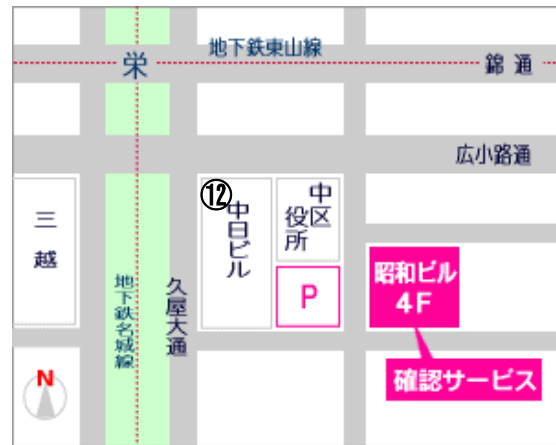 地下鉄東山線
栄
錦通
広小路通
三越
⑫
中日ビル
中区
役所
P
昭和ビル
4F
確認サービス
地下鉄名城線
久屋大通
N